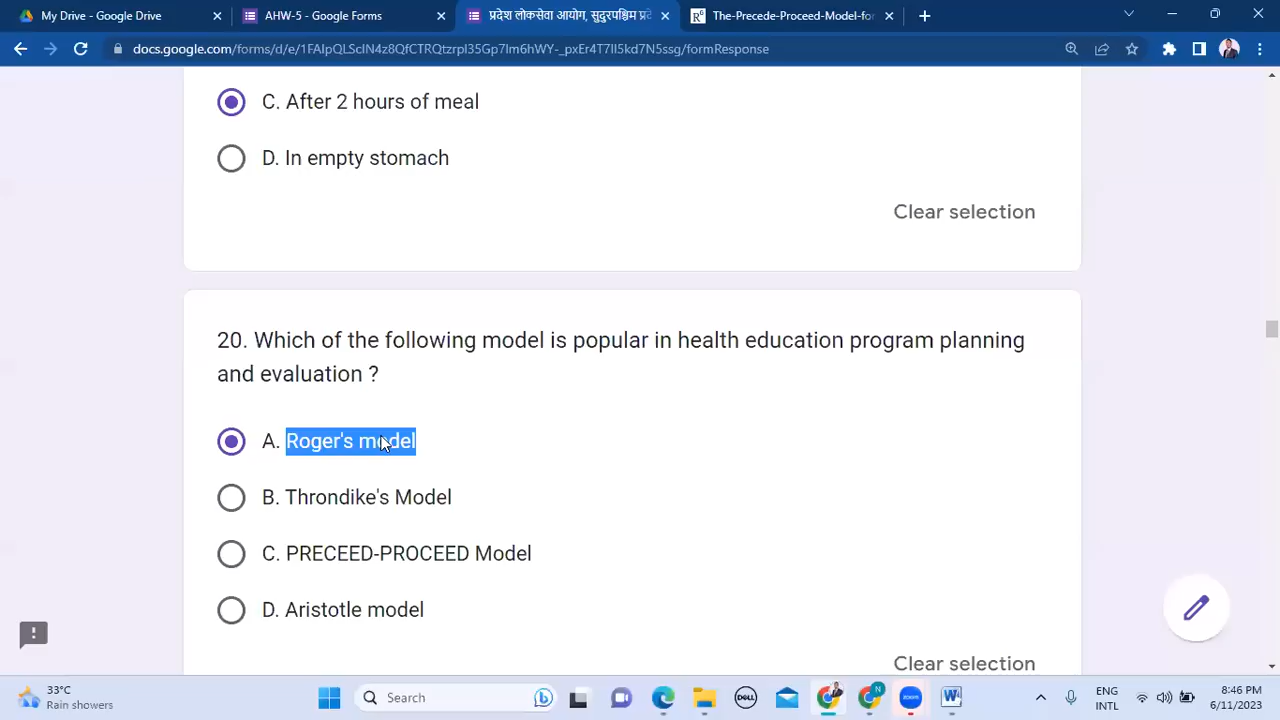 My Drive - Google Drive
AHW-5 - Google Forms
प्रदेश लोकसेवा आयोग, सुदुरपश्चिम प्रदे
The-Precede-Proceed-Model-for
docs.google.com/forms/d/e/1FAIpQLScIN4z8QfCTRQtzrpl35Gp7lm6hWY-_pxEr4T7Il5kd7N5ssg/formResponse
C. After 2 hours of meal
D. In empty stomach
Clear selection
20. Which of the following model is popular in health education program planning
and evaluation ?
A. Roger's model
B. Throndike's Model
C. PRECEED-PROCEED Model
D. Aristotle model
Clear selection
33°C
Rain showers
Search
DELL
zoom
ENG
INTL
8:46 PM
6/11/2023